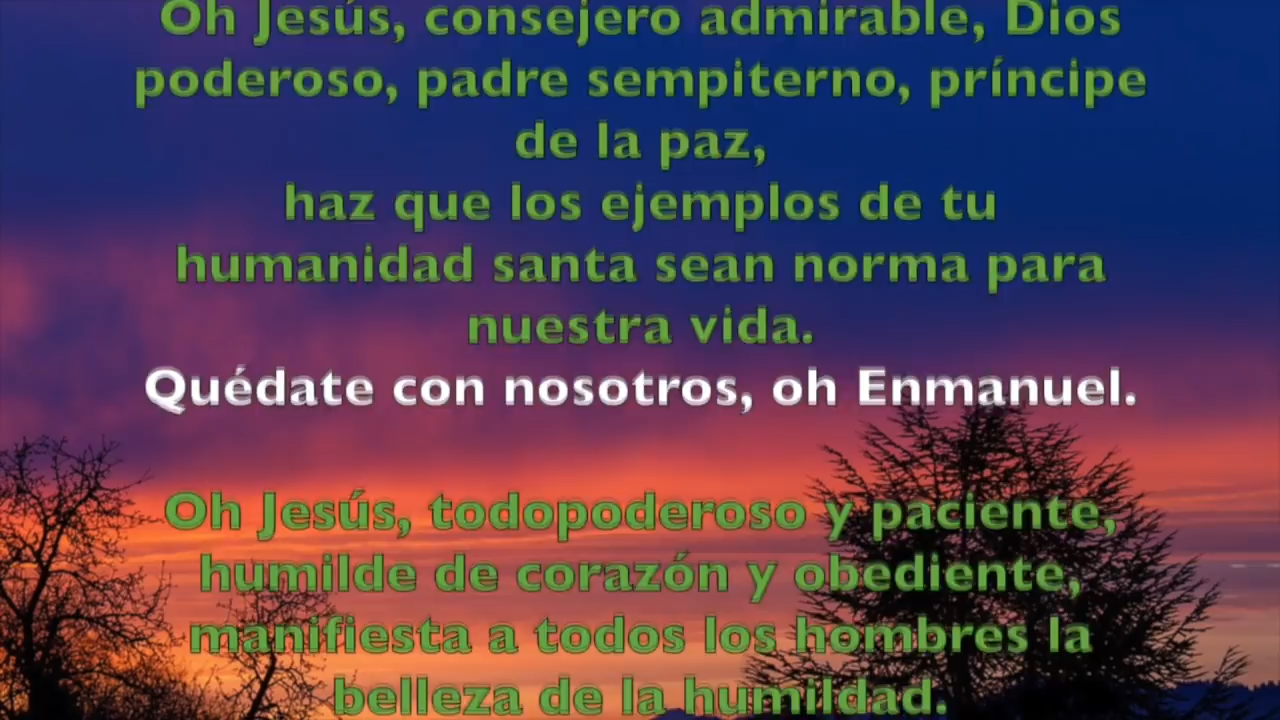 Oh Jesús, consejero admirable, Dios
poderoso, padre sempiterno, príncipe
de la paz,
haz que los ejemplos de tu
humanidad santa sean norma para
nuestra vida.
Quédate con nosotros, oh Enmanuel.
Oh Jesús, todopoderoso y paciente,
humilde de corazón y obediente,
manifiesta a todos los hombres la
belleza de la humildad.